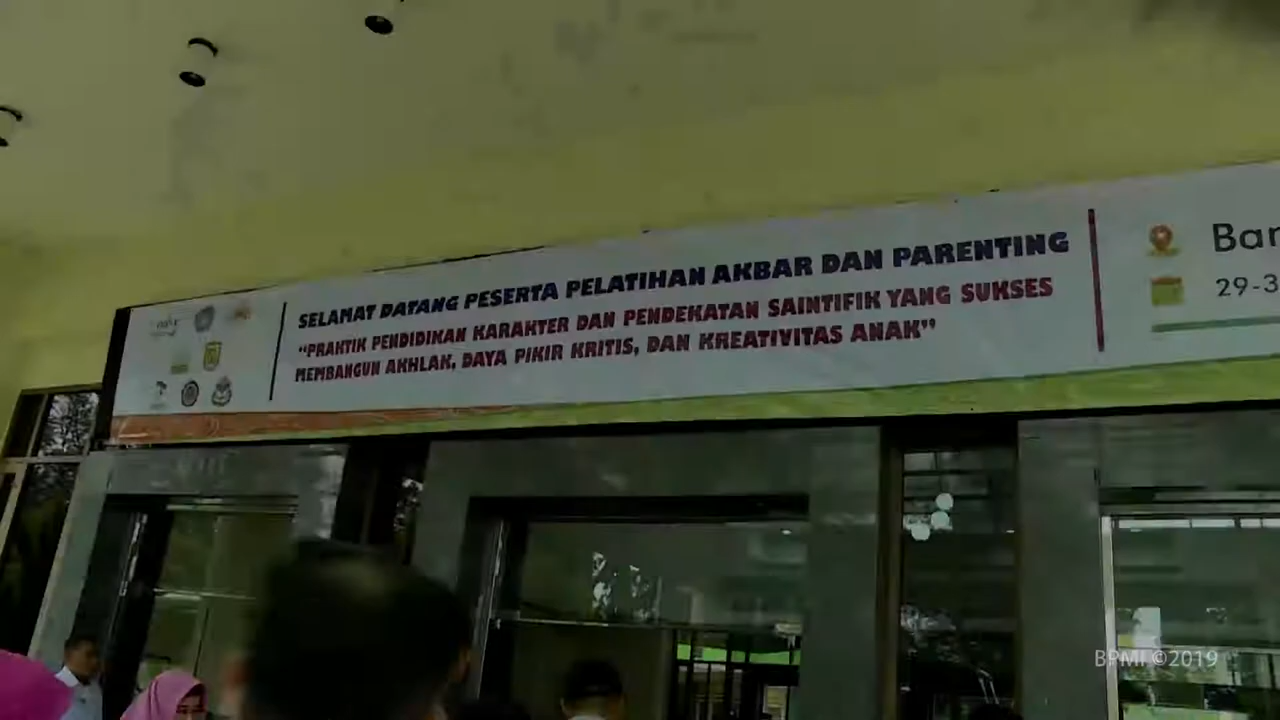 SELAMAT DATANG PESERTA PELATIHAN AKBAR DAN PARENTING
“PRAKTIK PENDIDIKAN KARAKTER DAN PENDEKATAN SAINTIFIK YANG SUKSES
MEMBANGUN AKHLAK, DAYA PIKIR KRITIS, DAN KREATIVITAS ANAK”
Ban
29-3
BPMI ©2019